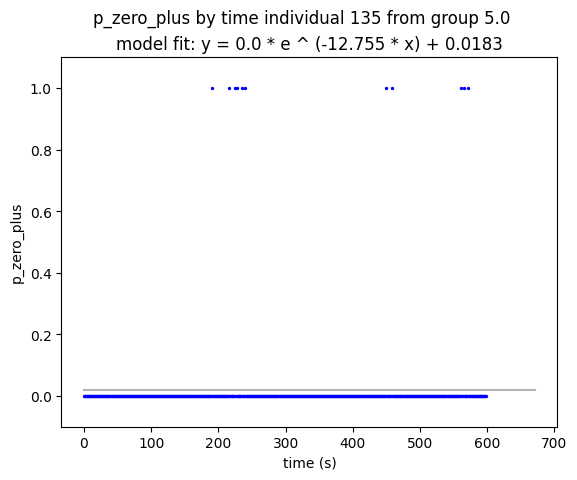 p_zero_plus by time individual 135 from group 5.0
model fit: y = 0.0 * e ^ (-12.755 * x) + 0.0183
1.0
0.8
0.6
0.4
0.2
0.0
p_zero_plus
0 100 200 300 400 500 600 700
time (s)